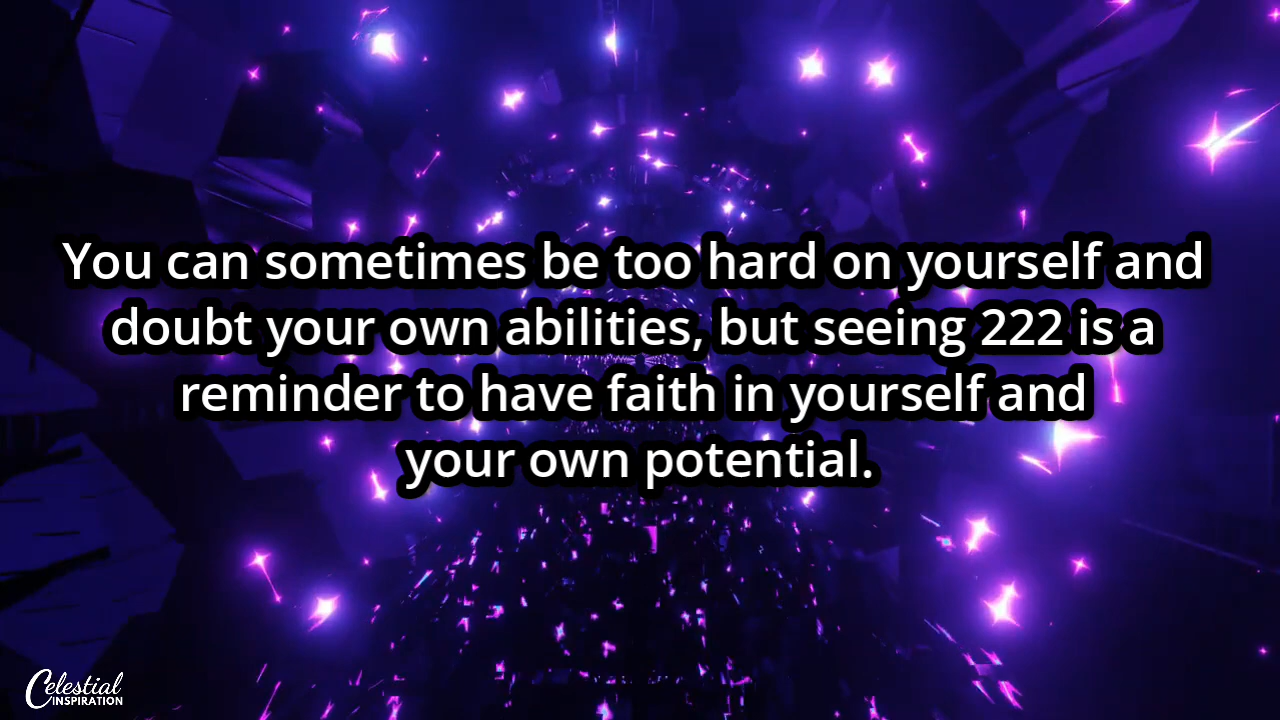 You can sometimes be too hard on yourself and
doubt your own abilities, but seeing 222 is a
reminder to have faith in yourself and
your own potential.
Celestial
INSPIRATION